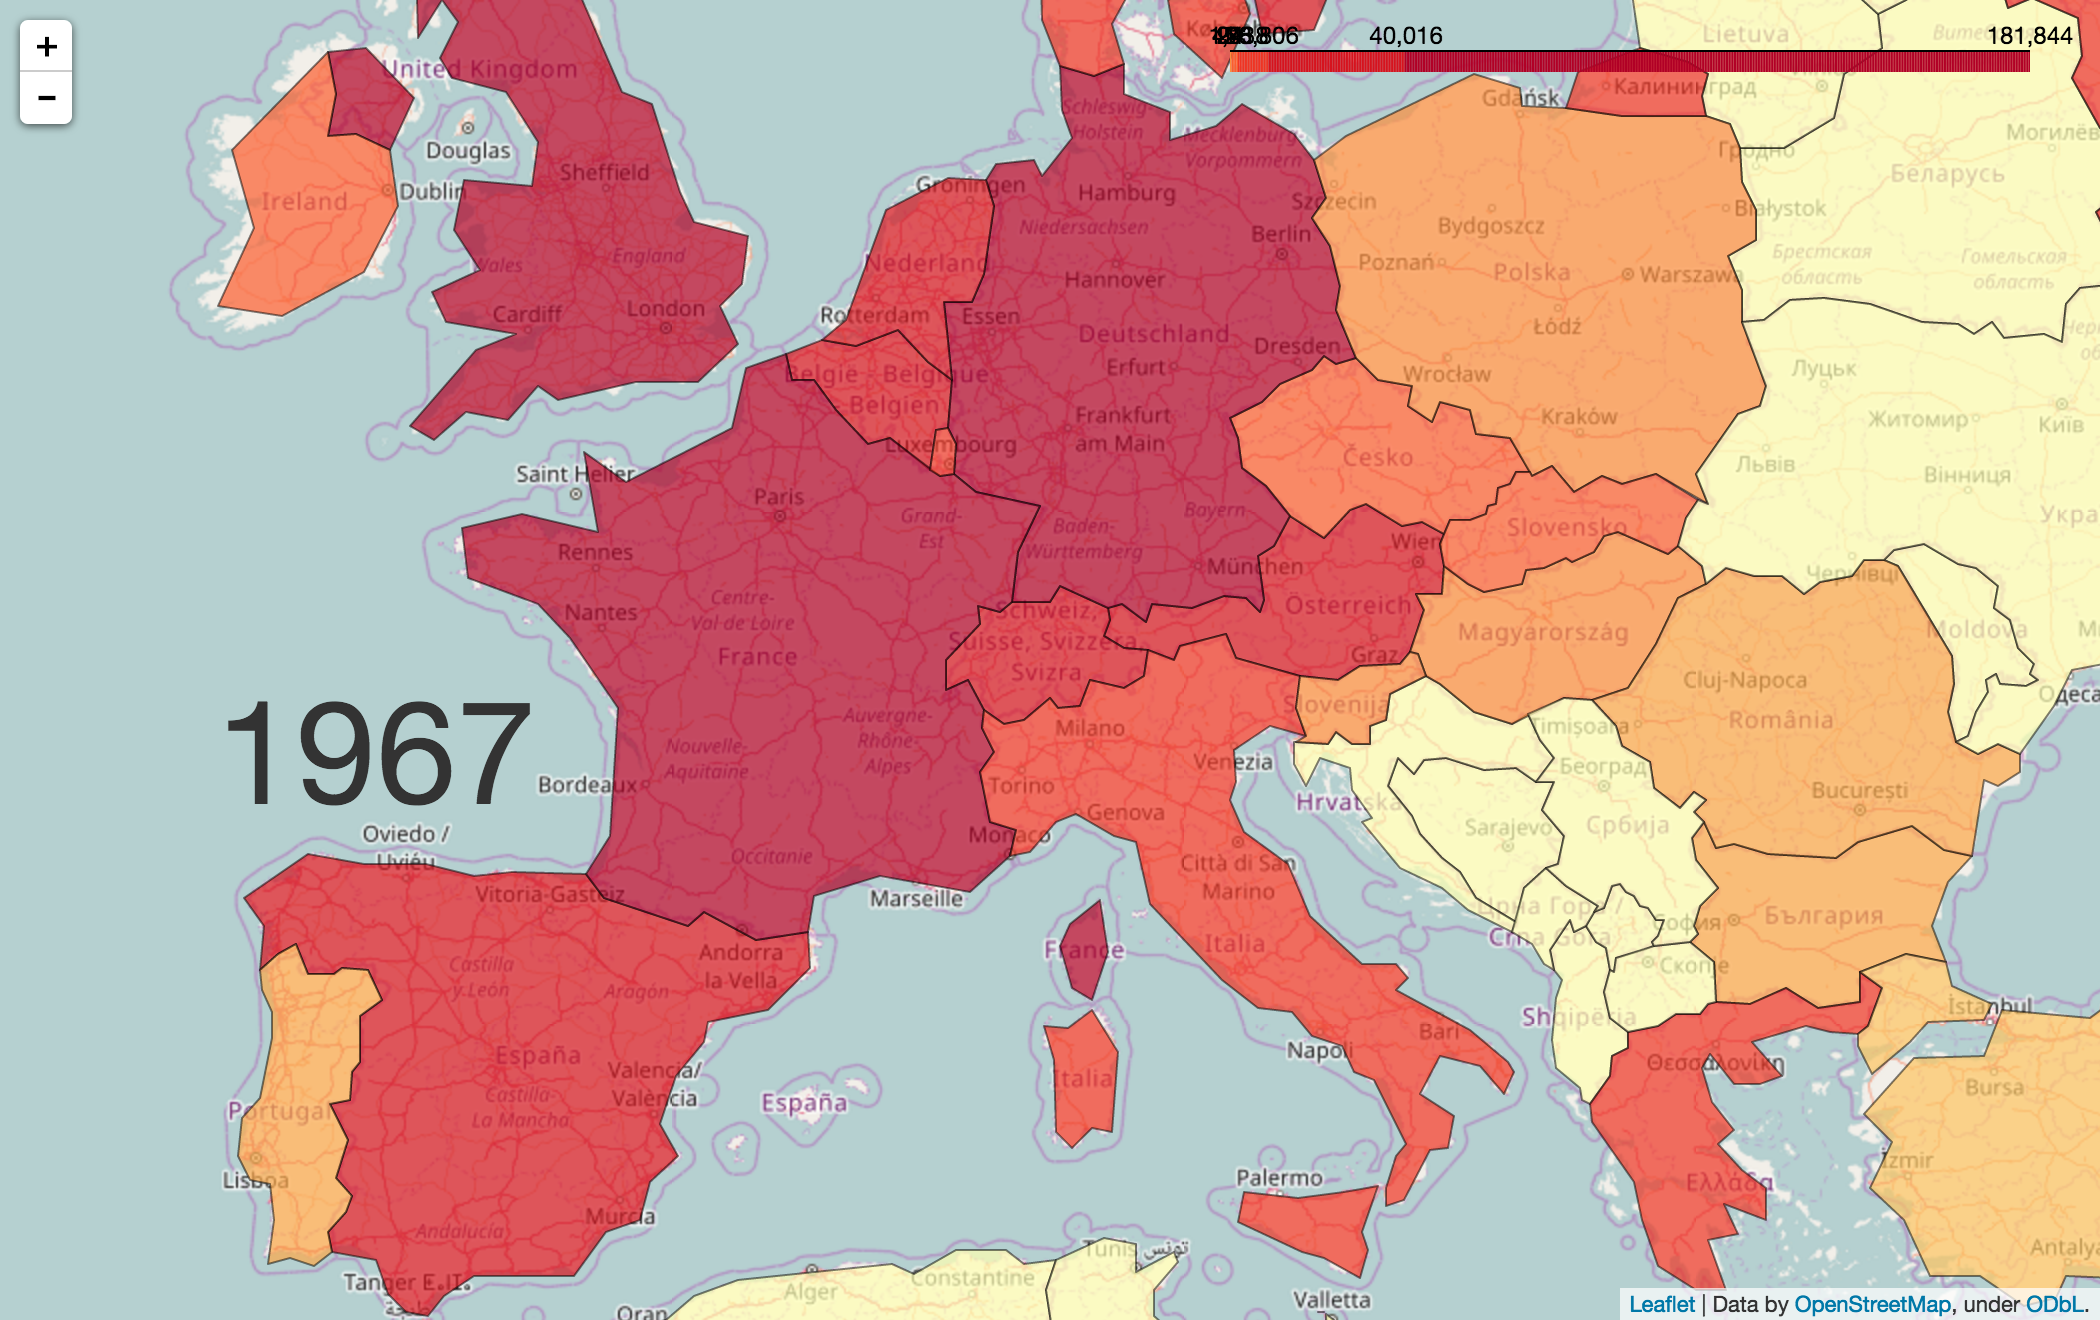 +
−
København
40,016
181,844
Lietuva
United Kingdom
Gdańsk
Калининград
Schleswig-
Holstein
Mecklenburg-
Vorpommern
Могилёв
Douglas
Гродно
Sheffield
Беларусь
Ireland
Dublin
Groningen
Hamburg
Szczecin
Białystok
Niedersachsen
Berlin
Bydgoszcz
Wales
England
Nederland
Hannover
Poznań
Polska
Warszawa
Брестская
область
Гомельская
область
Cardiff
London
Rotterdam
Essen
Łódź
Deutschland
Dresden
België - Belgique
Belgien
Erfurt
Wrocław
Луцьк
Frankfurt
am Main
Kraków
Житомир
Київ
Luxembourg
Česko
Львів
Вінниця
Saint Helier
Paris
Grand-
Est
Baden-
Württemberg
Bayern
Slovensko
Укра
Rennes
München
Wien
Чернівці
Nantes
Centre-
Val de Loire
Schweiz,
Suisse, Svizzera,
Svizra
Österreich
Magyarország
Moldova
France
Graz
Cluj-Napoca
Одеса
1967
Slovenija
România
Auvergne-
Rhône-
Alpes
Milano
Timișoara
Nouvelle-
Aquitaine
Venezia
Београд
Bordeaux
Torino
Hrvatska
București
Genova
Oviedo /
Uviéu
Monaco
Sarajevo
Србија
Occitanie
Città di San
Marino
Vitoria-Gasteiz
Marseille
Црна Гора /
Crna Gora
София
България
Andorra
la Vella
France
Italia
Castilla
y León
Aragón
Скопје
İstanbul
Shqipëria
España
Napoli
Bari
Θεσσαλονίκη
Valencia/
València
Castilla-
La Mancha
Italia
Bursa
Portugal
España
Lisboa
Palermo
Ελλάδα
İzmir
Murcia
Andalucía
Tunis تونس
Antalya
Tanger
Alger
Constantine
Oran
Valletta
Leaflet | Data by OpenStreetMap, under ODbL.